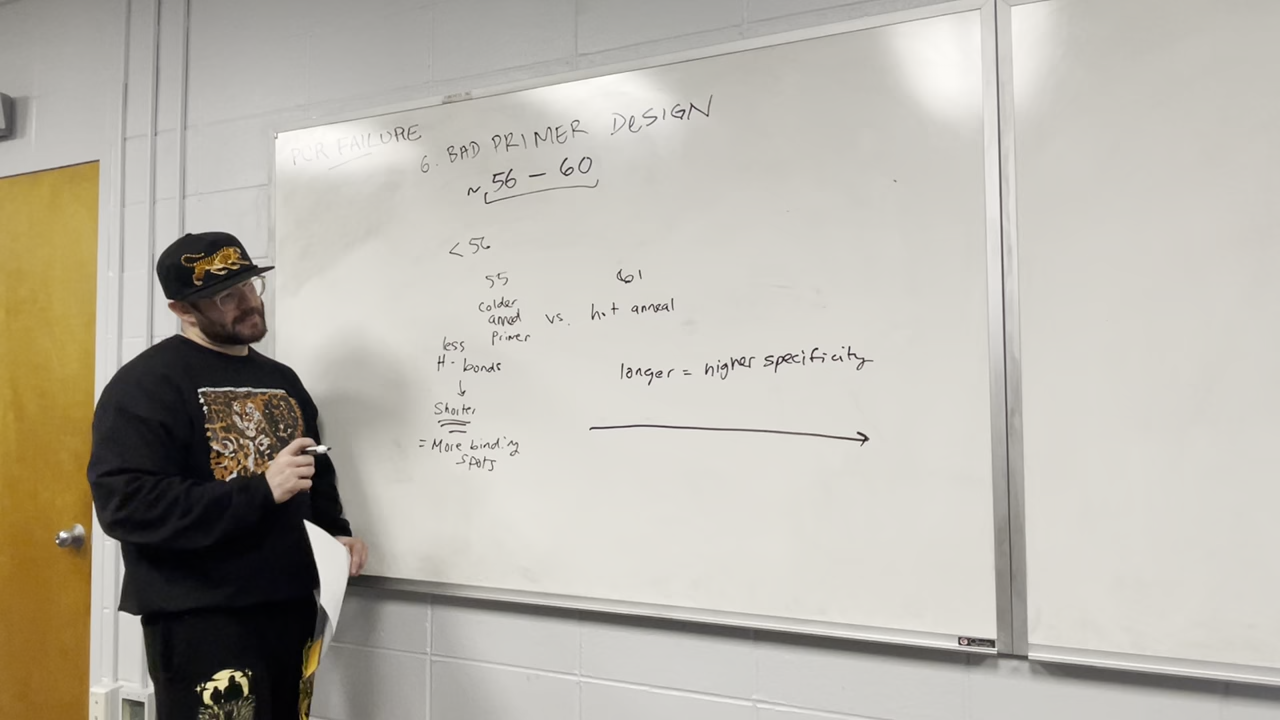 PCR FAILURE
6. BAD PRIMER DeSIGN
~ 56 - 60
< 56
55
61
colder
anneal vs. hot anneal
primer
less
H-bonds
↓
Shorter
= More binding
spots
longer = higher specificity